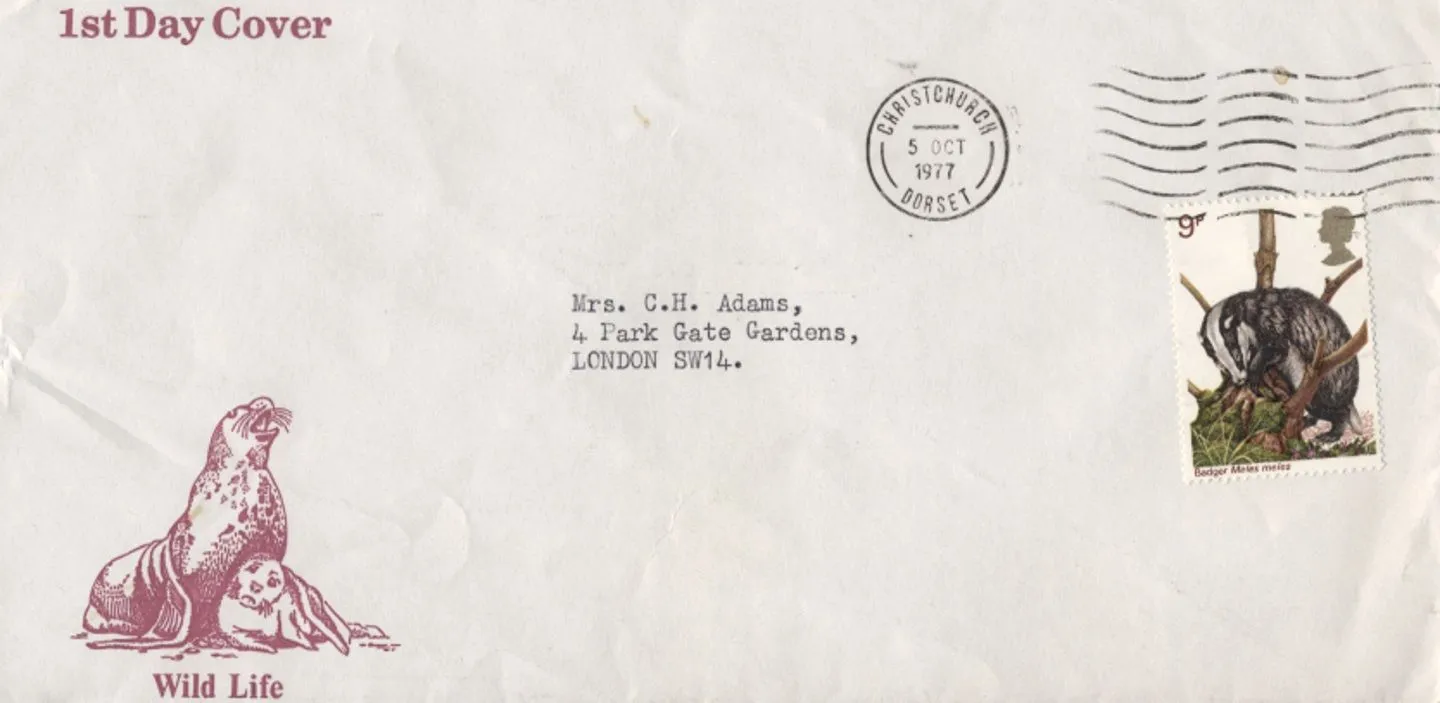 1st Day Cover
CHRISTCHURCH
5 OCT
1977
DORSET
9P
Mrs. C.H. Adams,
4 Park Gate Gardens,
LONDON SW14.
Badger Meles meles
Wild Life